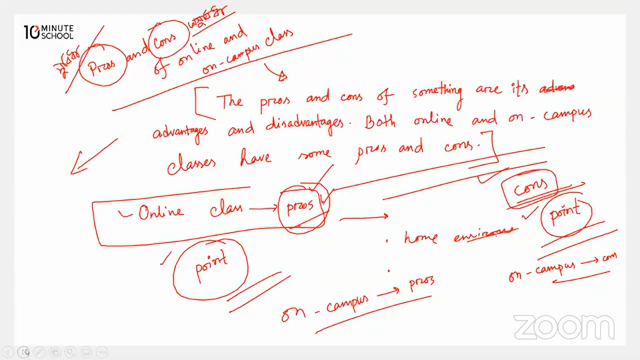 10 MINUTE
SCHOOL
সুবিধা Pros and Cons অসুবিধা
of online and
on-campus class
The pros and cons of something are its
advantages and disadvantages. Both online and on-campus
classes have some pros and cons.
Online class → pros
cons
point
point
home
on-campus → pros
on-campus → cons
zoom